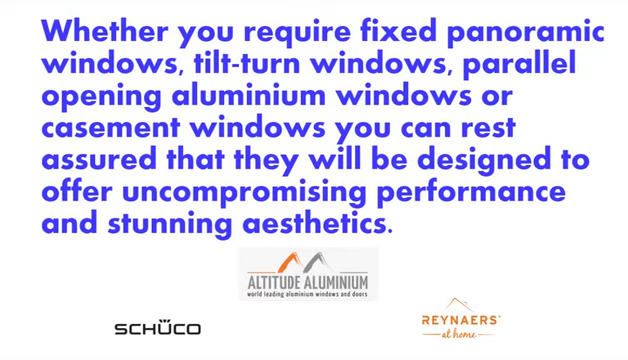 Whether you require fixed panoramic
windows, tilt-turn windows, parallel
opening aluminium windows or
casement windows you can rest
assured that they will be designed to
offer uncompromising performance
and stunning aesthetics.
ALTITUDE ALUMINIUM
world leading aluminium windows and doors
SCHÜCO
REYNAERS
at home